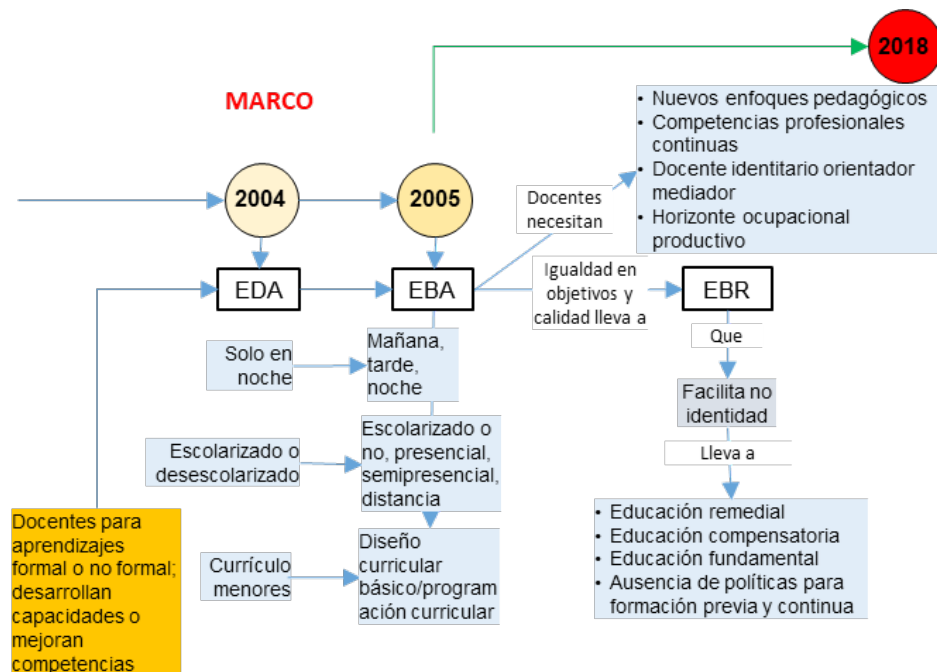 2018
MARCO
• Nuevos enfoques pedagógicos
• Competencias profesionales
continuas
• Docente identitario orientador
mediador
• Horizonte ocupacional
productivo
2004
2005
Docentes
necesitan
EDA
EBA
Igualdad en
objetivos y
calidad lleva a
EBR
Solo en
noche
Mañana,
tarde,
noche
Que
Facilita no
identidad
Escolarizado o
desescolarizado
Escolarizado o
no, presencial,
semipresencial,
distancia
Lleva a
Docentes para
aprendizajes
formal o no formal;
desarrollan
capacidades o
mejoran
competencias
Currículo
menores
Diseño
curricular
básico/program
ación curricular
• Educación remedial
• Educación compensatoria
• Educación fundamental
• Ausencia de políticas para
formación previa y continua